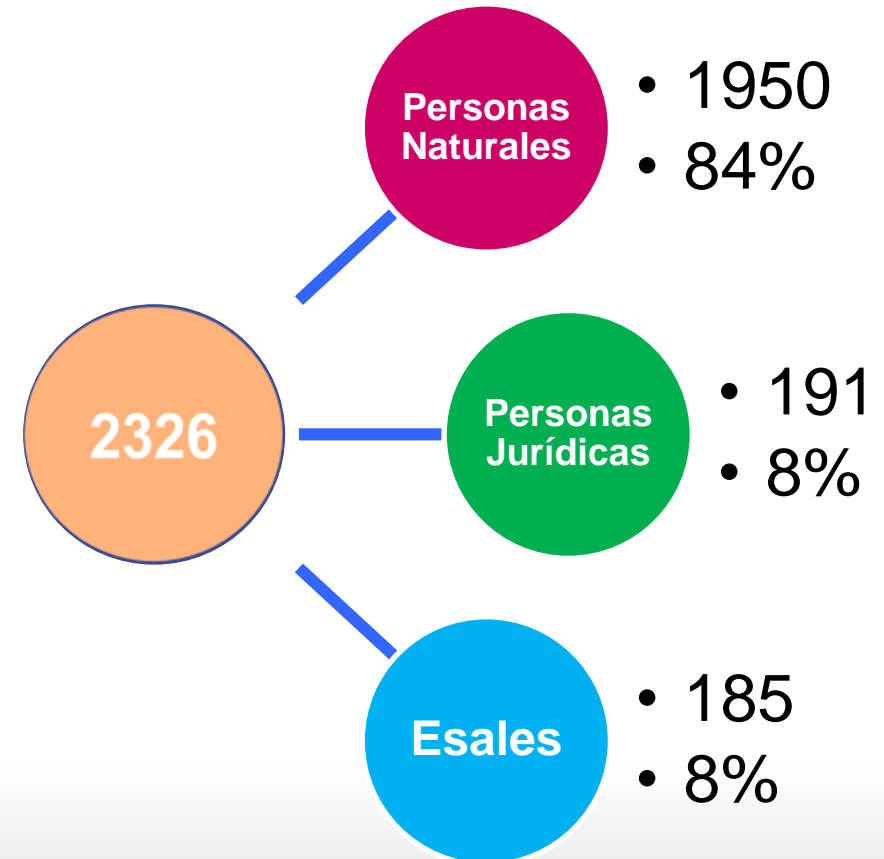 Personas
Naturales
• 1950
• 84%
2326
Personas
Jurídicas
• 191
• 8%
Esales
• 185
• 8%